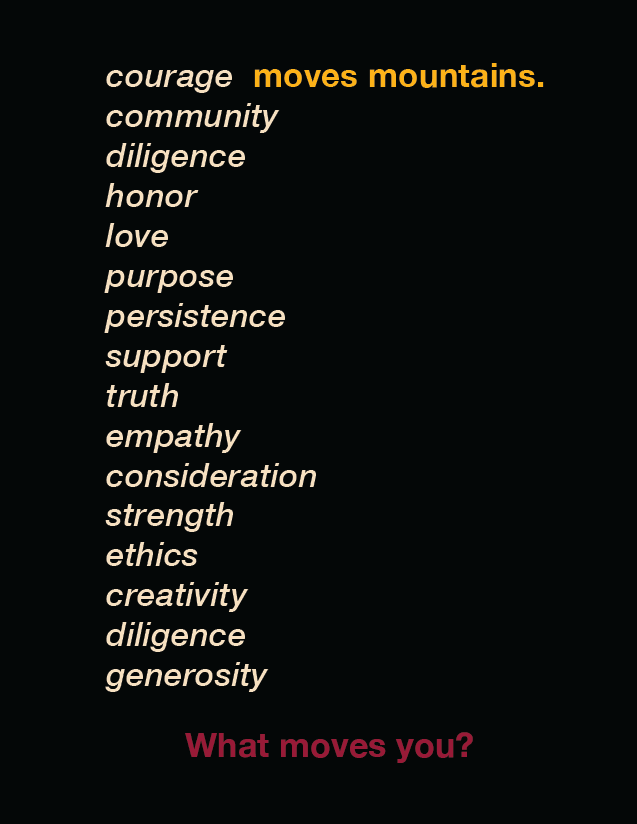 courage moves mountains.
community
diligence
honor
love
purpose
persistence
support
truth
empathy
consideration
strength
ethics
creativity
diligence
generosity
What moves you?